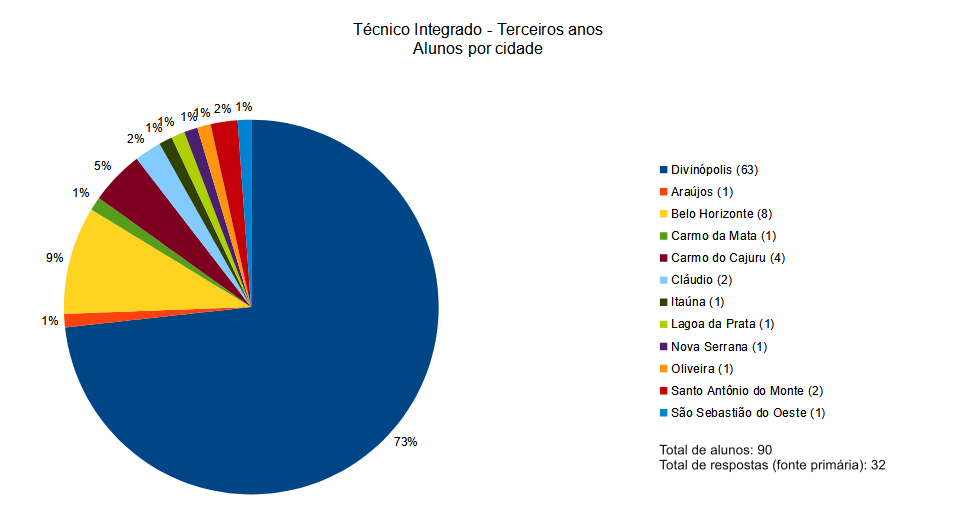 Técnico Integrado - Terceiros anos
Alunos por cidade
1%
2%
1%
1%
1%
1%
1%
2%
5%
1%
9%
1%
73%
Divinópolis (63)
Araújos (1)
Belo Horizonte (8)
Carmo da Mata (1)
Carmo do Cajuru (4)
Cláudio (2)
Itaúna (1)
Lagoa da Prata (1)
Nova Serrana (1)
Oliveira (1)
Santo Antônio do Monte (2)
São Sebastião do Oeste (1)
Total de alunos: 90
Total de respostas (fonte primária): 32